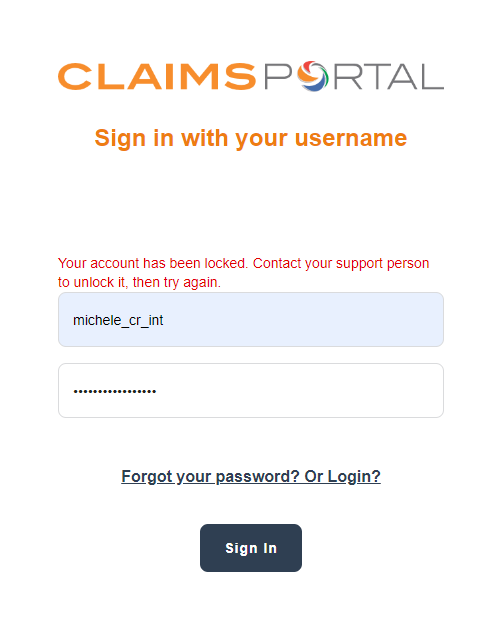 CLAIMSPORTAL
Sign in with your username
Your account has been locked. Contact your support person
to unlock it, then try again.
michele_cr_int
•••••••••••••••••
Forgot your password? Or Login?
Sign In